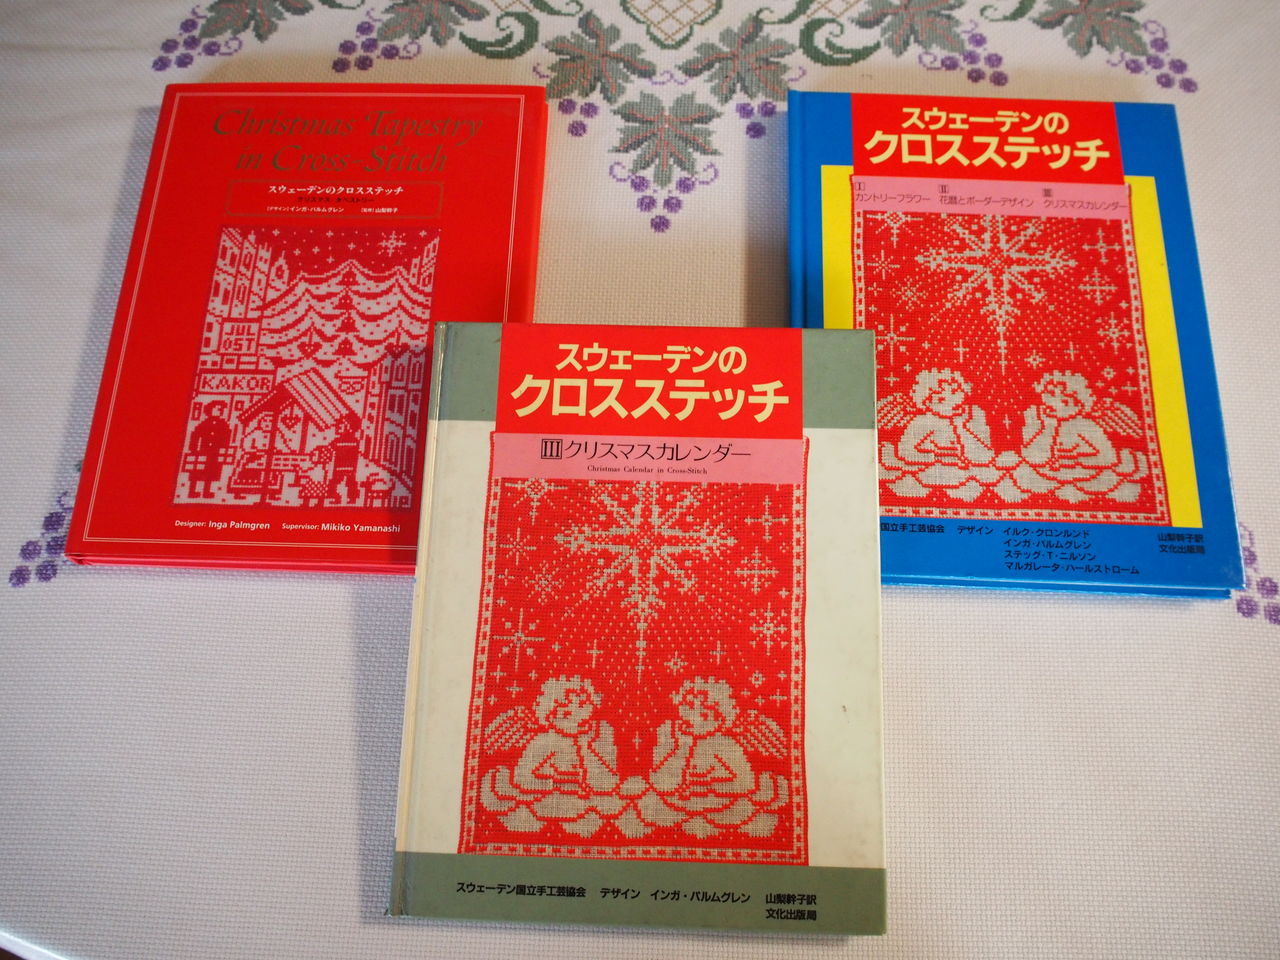 Christmas Tapestry
in Cross-Stitch
スウェーデンのクロスステッチ
クリスマス・タペストリー
[デザイン]インガ・パルムグレン [監修]山梨幹子
JUL
OST
KAKOR
Designer: Inga Palmgren Supervisor: Mikiko Yamanashi
スウェーデンの
クロスステッチ
I II III
カントリーフラワー 花暦とボーダーデザイン クリスマスカレンダー
国立手工芸協会 デザイン イルク・クロンルンド
インガ・パルムグレン
ステッグ・T・ニルソン
マルガレータ・ハールストローム
山梨幹子訳
文化出版局
スウェーデンの
クロスステッチ
III クリスマスカレンダー
Christmas Calendar in Cross-Stitch
スウェーデン国立手工芸協会 デザイン インガ・パルムグレン 山梨幹子訳
文化出版局